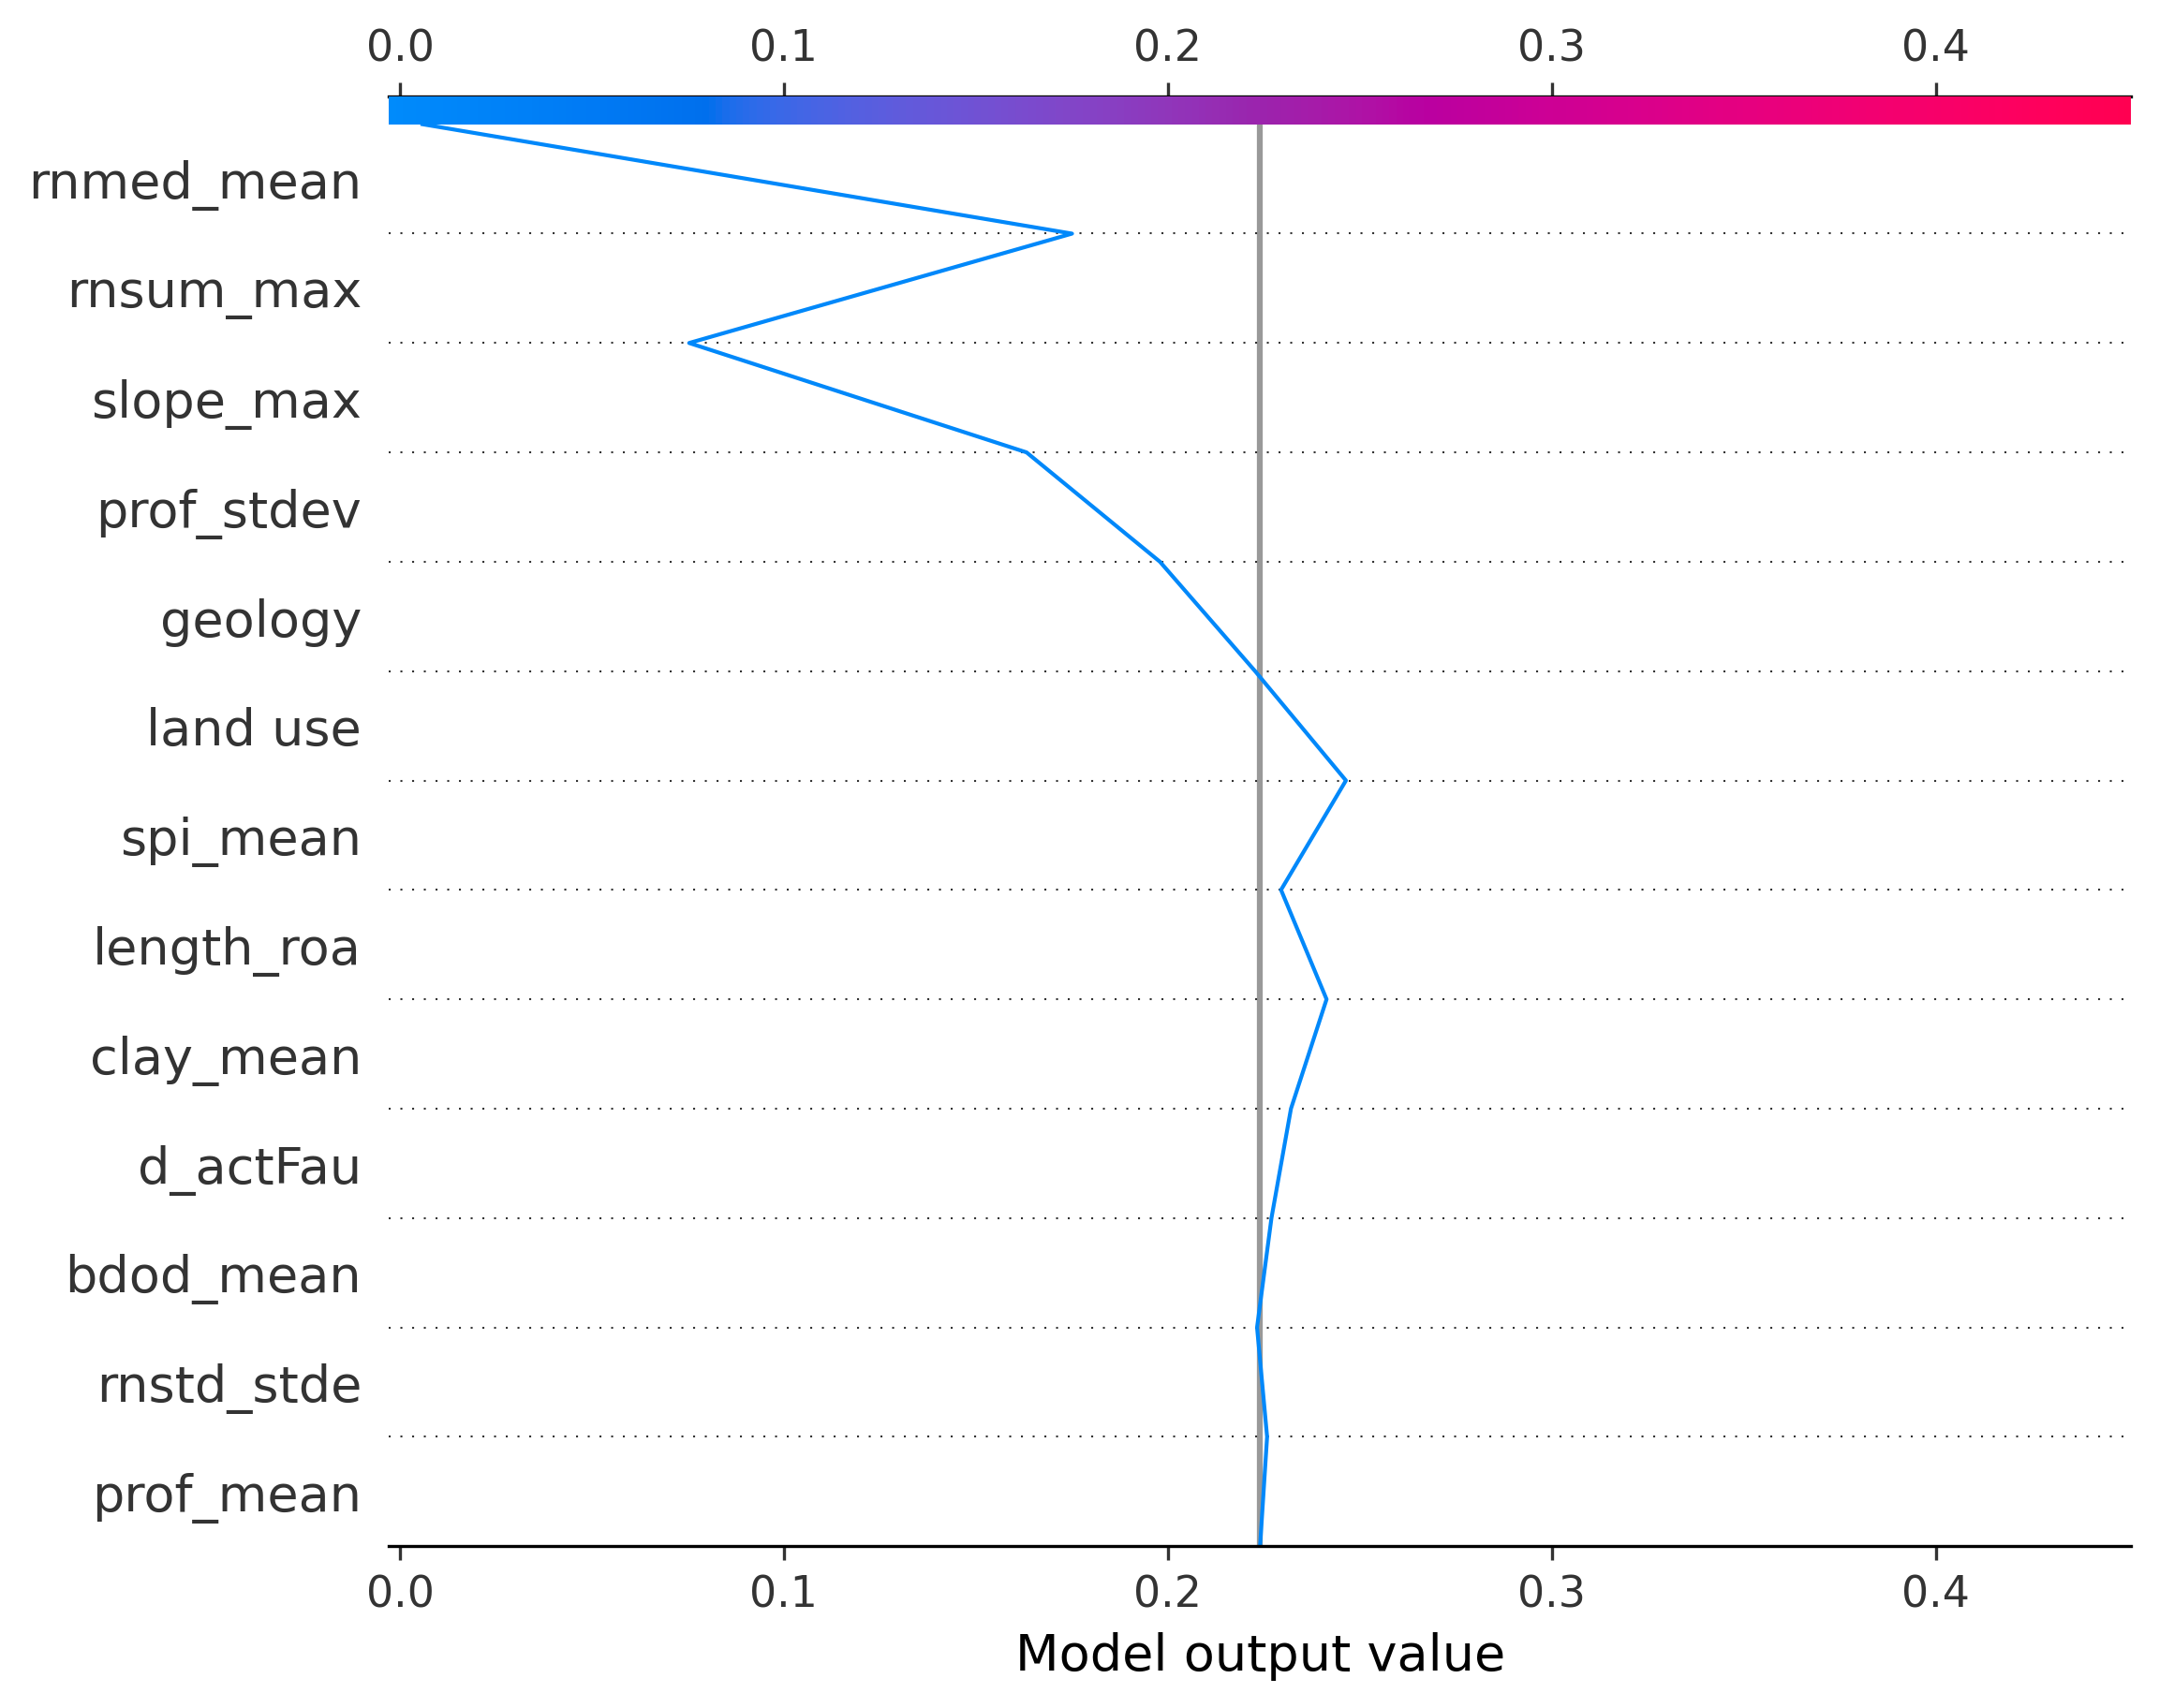 0.0 0.1 0.2 0.3 0.4
rnmed_mean
rnsum_max
slope_max
prof_stdev
geology
land use
spi_mean
length_roa
clay_mean
d_actFau
bdod_mean
rnstd_stde
prof_mean
0.0 0.1 0.2 0.3 0.4
Model output value